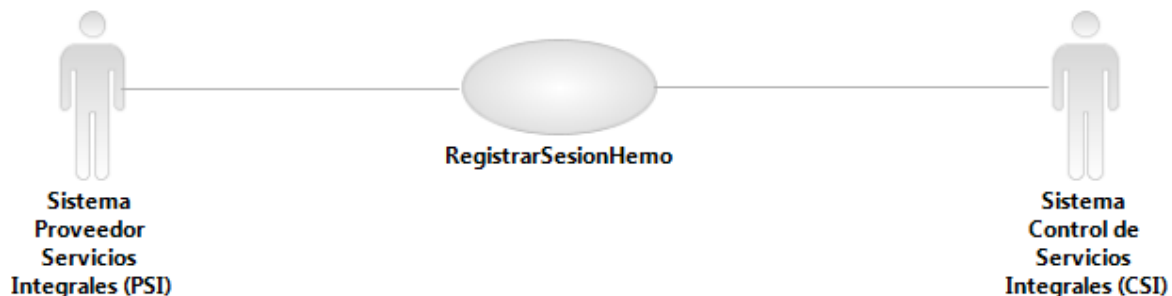 RegistrarSesionHemo
Sistema
Proveedor
Servicios
Integrales (PSI)
Sistema
Control de
Servicios
Integrales (CSI)